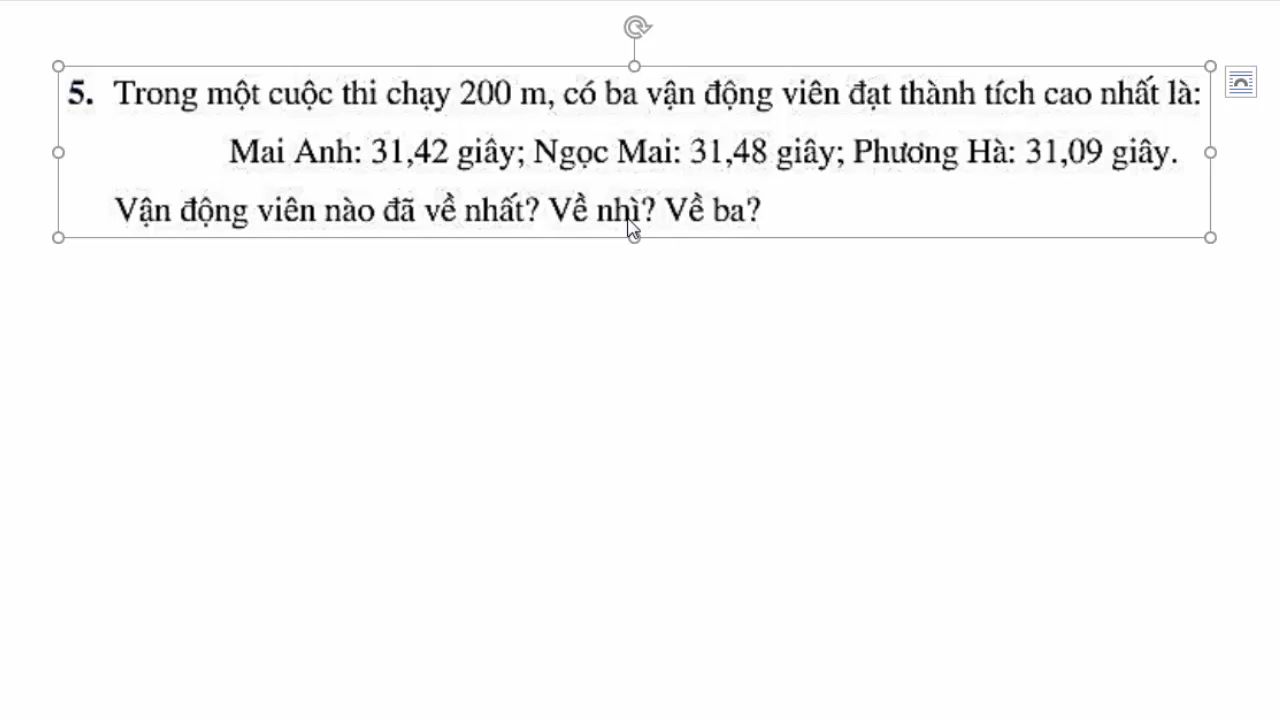 5. Trong một cuộc thi chạy 200 m, có ba vận động viên đạt thành tích cao nhất là:
Mai Anh: 31,42 giây; Ngọc Mai: 31,48 giây; Phương Hà: 31,09 giây.
Vận động viên nào đã về nhất? Về nhì? Về ba?